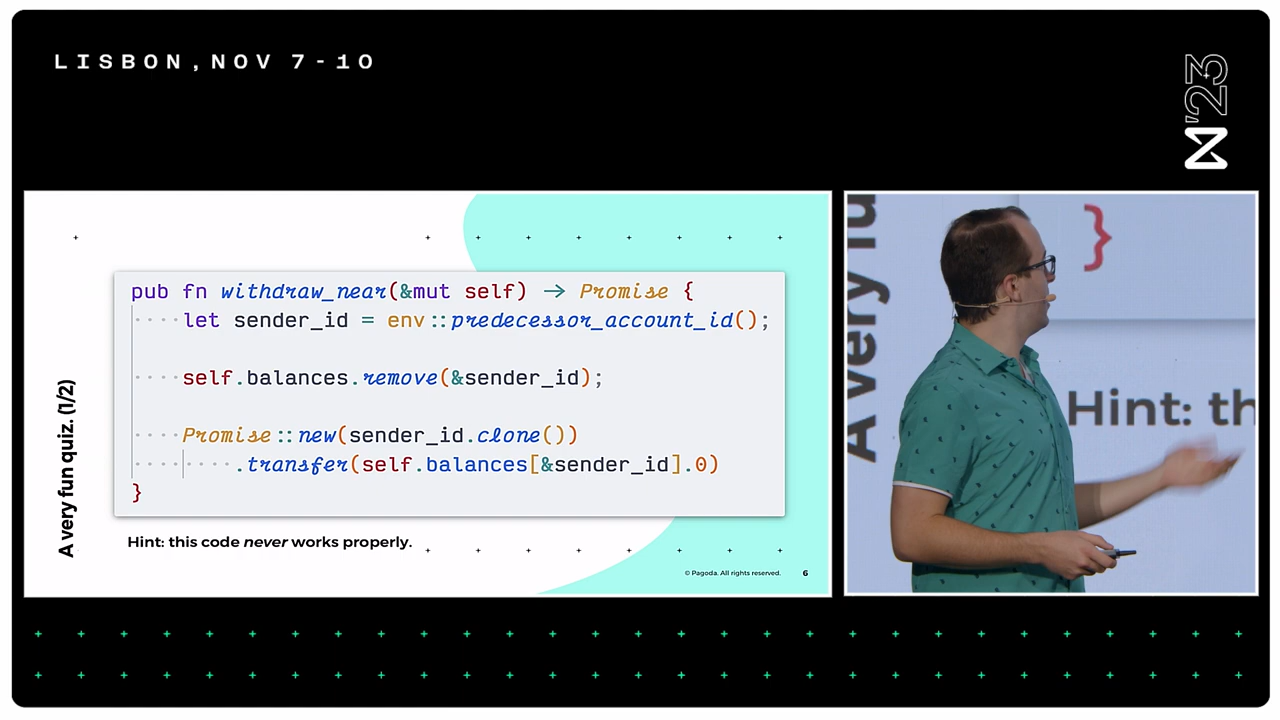 LISBON, NOV 7-10
'23
A very fun quiz. (1/2)
pub fn withdraw_near(&mut self) → Promise {
····let sender_id = env::predecessor_account_id();
····self.balances.remove(&sender_id);
····Promise::new(sender_id.clone())
········.transfer(self.balances[&sender_id].0)
}
Hint: this code never works properly.
© Pagoda. All rights reserved. 6
A very fu
}
Hint: th